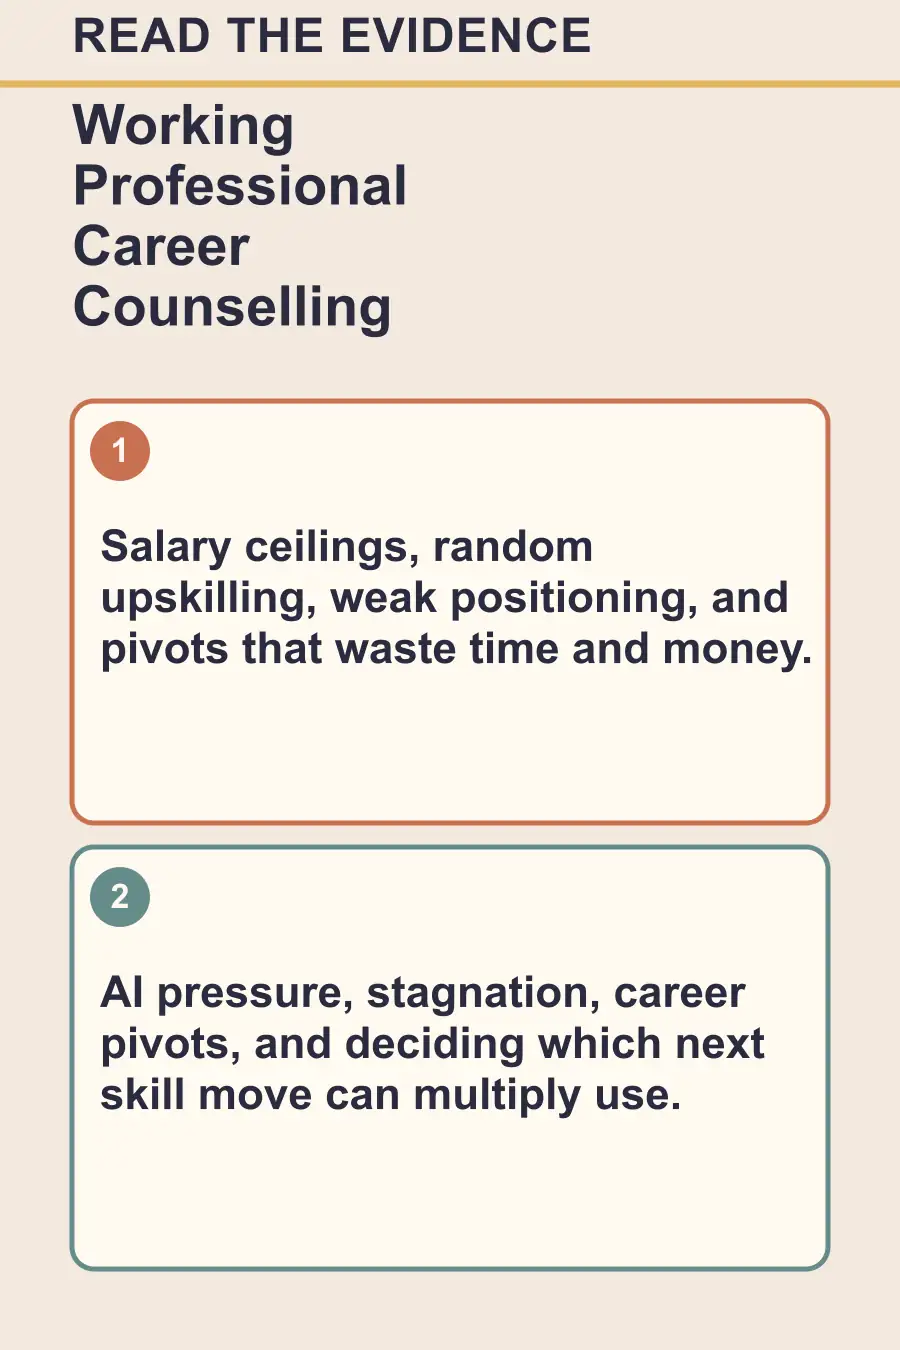 READ THE EVIDENCE
Working
Professional
Career
Counselling
1
Salary ceilings, random
upskilling, weak positioning, and
pivots that waste time and money.
2
AI pressure, stagnation, career
pivots, and deciding which next
skill move can multiply use.